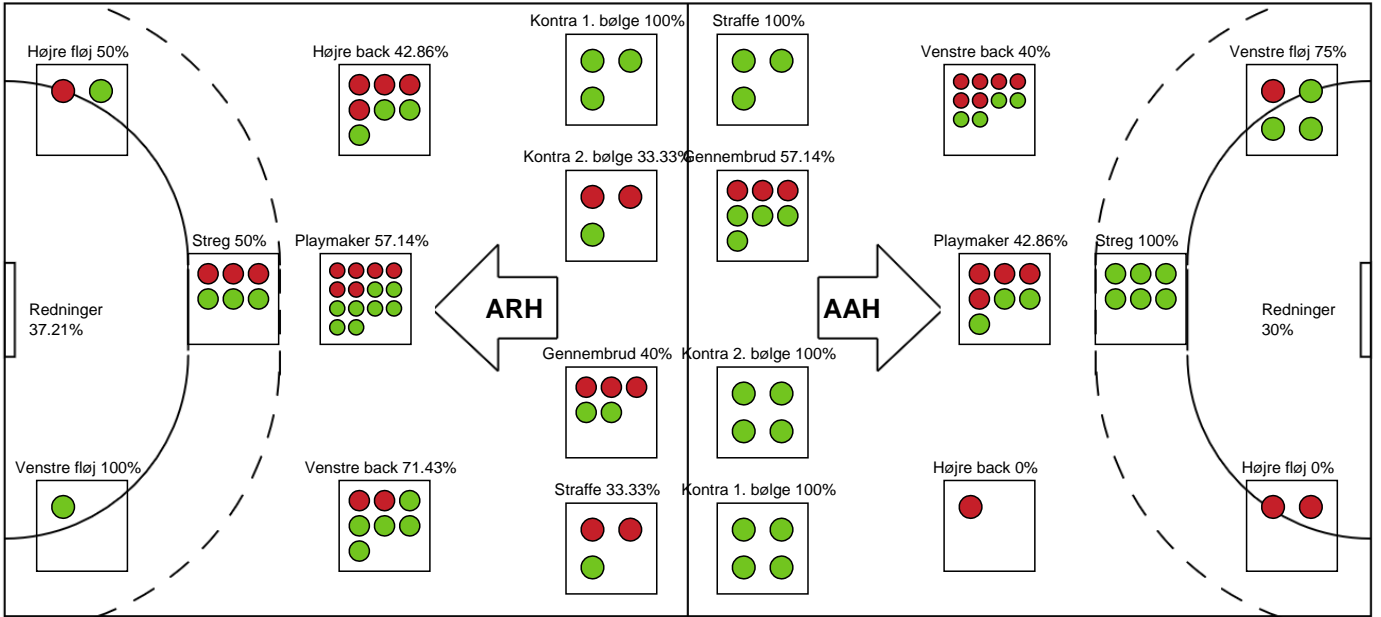 Kontra 1. bølge 100%
Straffe 100%
Højre fløj 50%
Højre back 42.86%
Venstre back 40%
Venstre fløj 75%
Kontra 2. bølge 33.33%
Gennembrud 57.14%
Streg 50%
Playmaker 57.14%
Playmaker 42.86%
Streg 100%
Redninger
37.21%
ARH
AAH
Redninger
30%
Gennembrud 40%
Kontra 2. bølge 100%
Venstre fløj 100%
Venstre back 71.43%
Højre back 0%
Højre fløj 0%
Straffe 33.33%
Kontra 1. bølge 100%